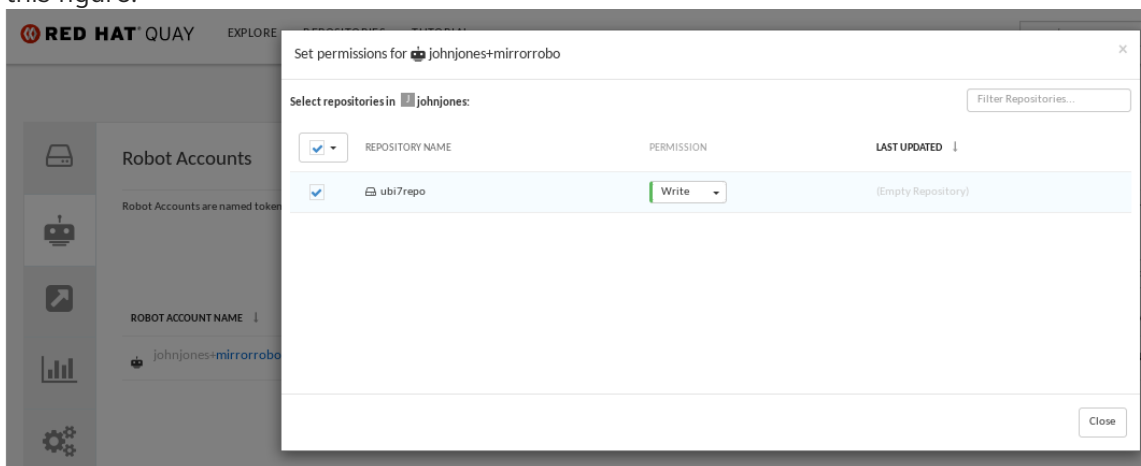 this figure.
RED HAT® QUAY EXPLORE REPOSITORIES TUTORIAL
Set permissions for johnjones+mirrorrobo ×
Select repositories in J johnjones: Filter Repositories...
REPOSITORY NAME PERMISSION LAST UPDATED ↓
ubi7repo Write (Empty Repository)
Robot Accounts
Robot Accounts are named token
ROBOT ACCOUNT NAME ↓
johnjones+mirrorrobo
Close